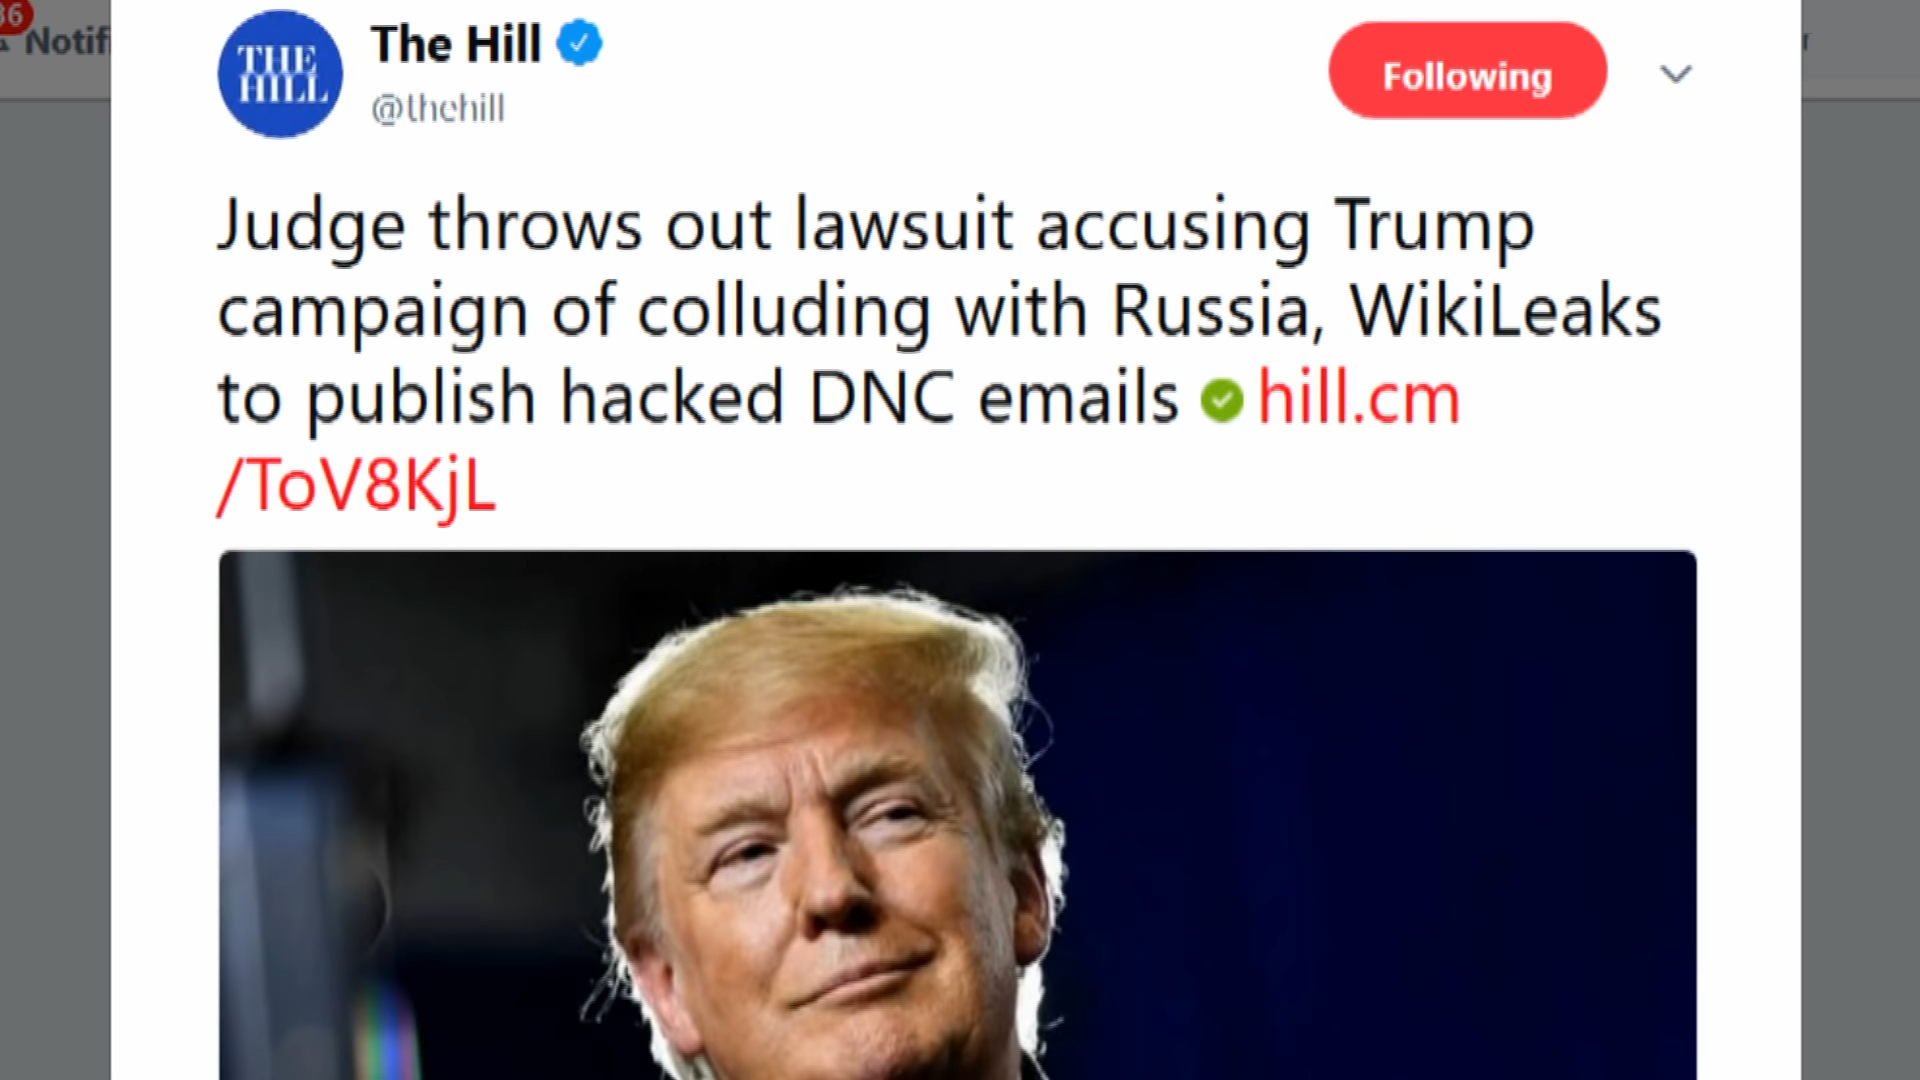 36
Notif
THE
HILL
The Hill
@thehill
Following
Judge throws out lawsuit accusing Trump
campaign of colluding with Russia, WikiLeaks
to publish hacked DNC emails hill.cm
/ToV8KjL